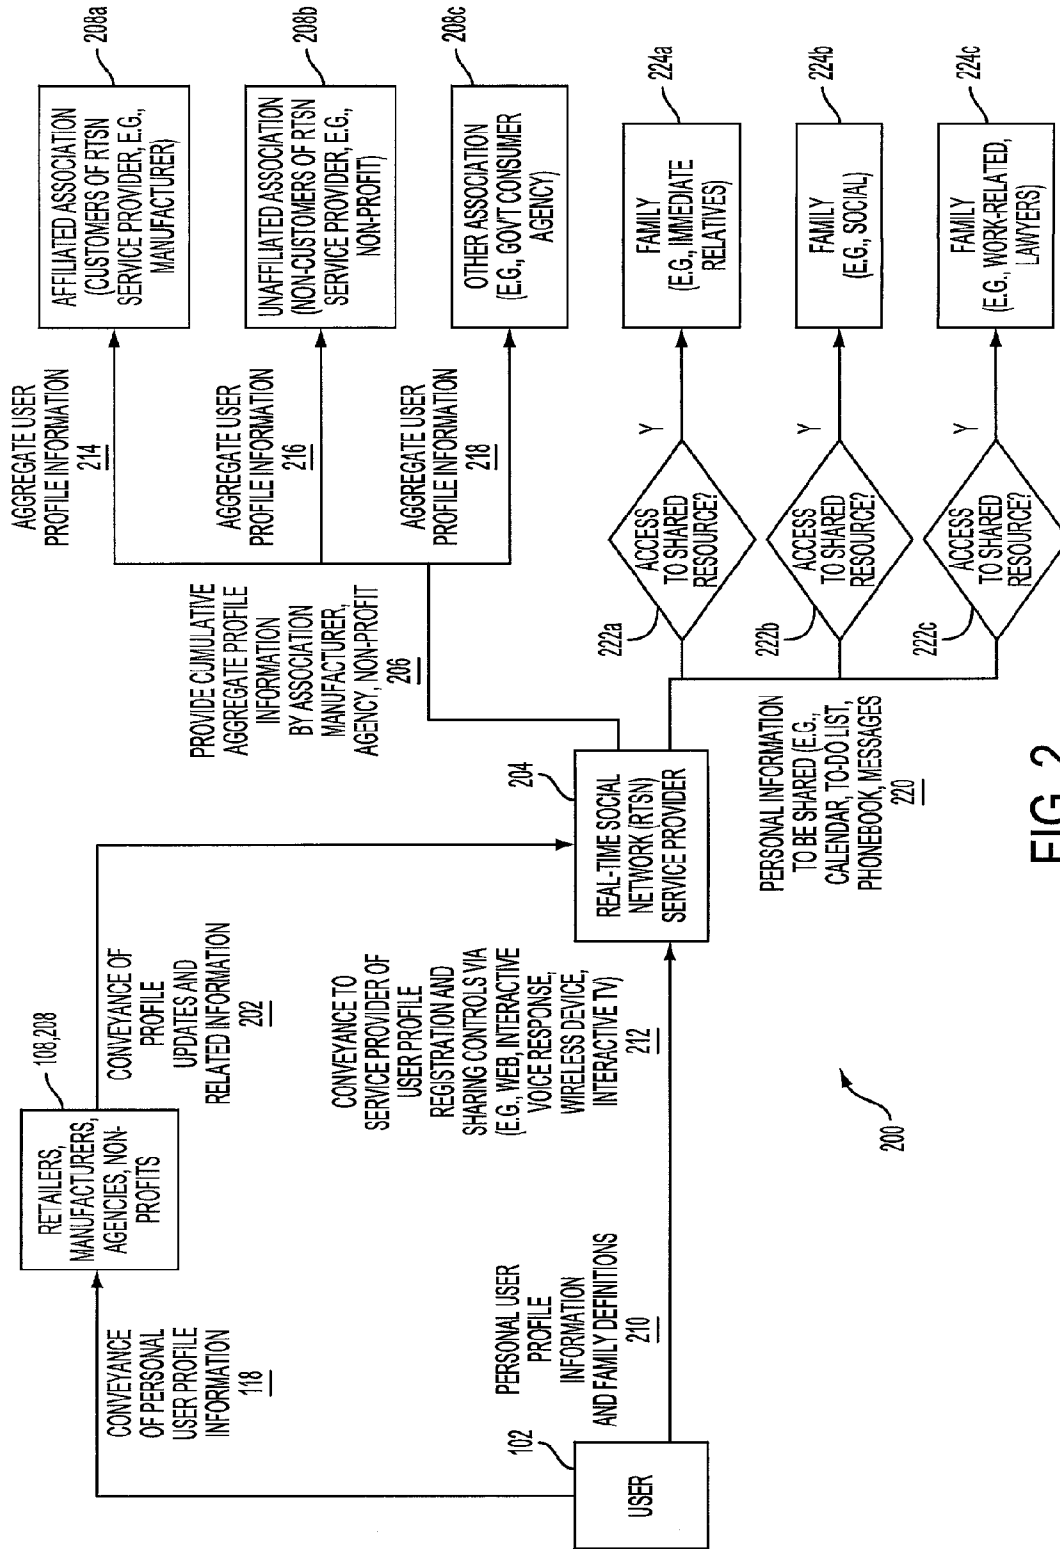 USER
102
CONVEYANCE
OF PERSONAL
USER PROFILE
INFORMATION
118
RETAILERS,
MANUFACTURERS,
AGENCIES, NON-
PROFITS
108,208
CONVEYANCE OF
PROFILE
UPDATES AND
RELATED INFORMATION
202
PERSONAL USER
PROFILE
INFORMATION
AND FAMILY DEFINITIONS
210
CONVEYANCE TO
SERVICE PROVIDER OF
USER PROFILE
REGISTRATION AND
SHARING CONTROLS VIA
(E.G., WEB, INTERACTIVE
VOICE RESPONSE,
WIRELESS DEVICE,
INTERACTIVE TV)
212
REAL-TIME SOCIAL
NETWORK (RTSN)
SERVICE PROVIDER
204
PROVIDE CUMULATIVE
AGGREGATE PROFILE
INFORMATION
BY ASSOCIATION
MANUFACTURER,
AGENCY, NON-PROFIT
206
AGGREGATE USER
PROFILE INFORMATION
214
AGGREGATE USER
PROFILE INFORMATION
216
AGGREGATE USER
PROFILE INFORMATION
218
AFFILIATED ASSOCIATION
(CUSTOMERS OF RTSN
SERVICE PROVIDER, E.G.,
MANUFACTURER)
208a
UNAFFILIATED ASSOCIATION
(NON-CUSTOMERS OF RTSN
SERVICE PROVIDER, E.G.,
NON-PROFIT)
208b
OTHER ASSOCIATION
(E.G., GOV'T CONSUMER
AGENCY)
208c
PERSONAL INFORMATION
TO BE SHARED (E.G.,
CALENDAR, TO-DO LIST,
PHONEBOOK, MESSAGES
220
222a
ACCESS
TO SHARED
RESOURCE?
Y
FAMILY
(E.G., IMMEDIATE
RELATIVES)
224a
222b
ACCESS
TO SHARED
RESOURCE?
Y
FAMILY
(E.G., SOCIAL)
224b
222c
ACCESS
TO SHARED
RESOURCE?
Y
FAMILY
(E.G., WORK-RELATED,
LAWYERS)
224c
200
FIG. 2